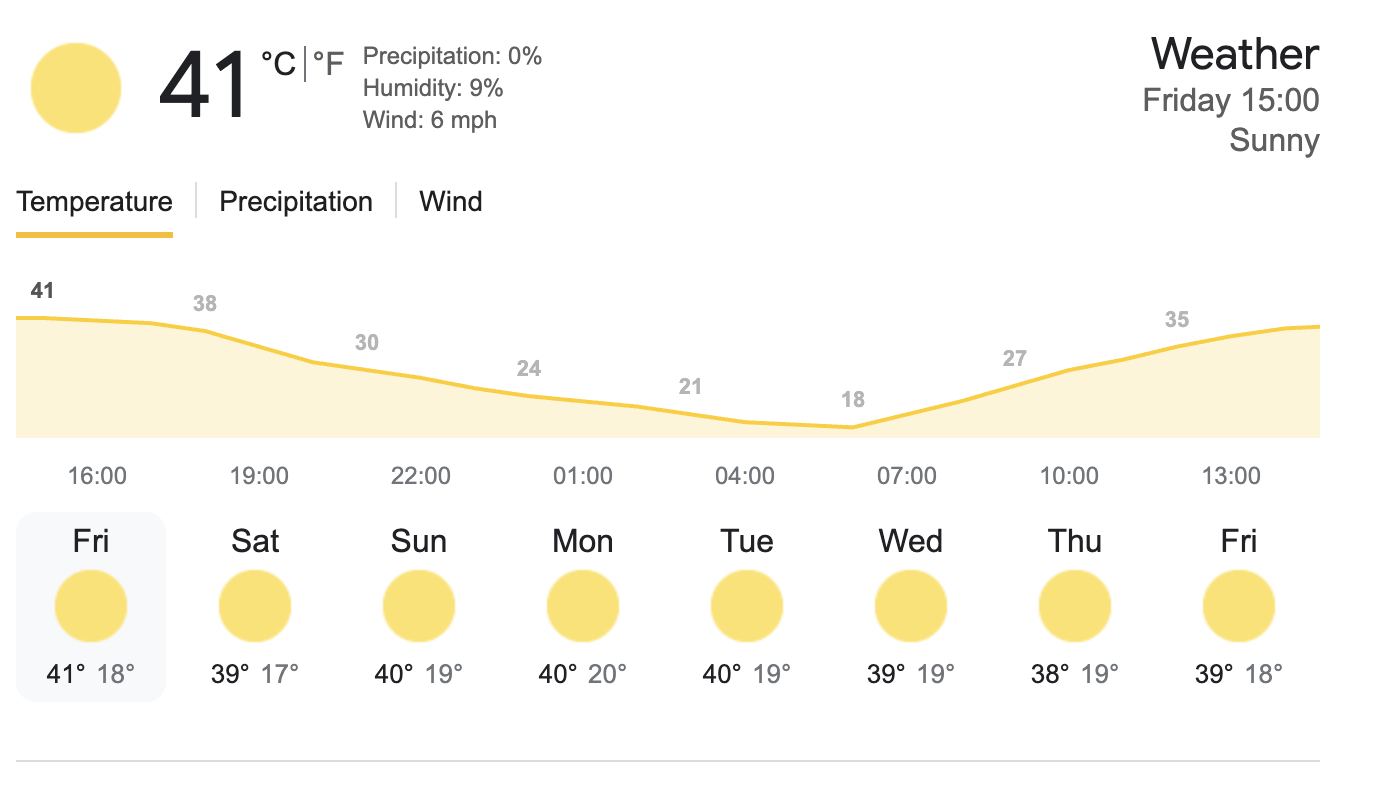 41 °C | °F
Precipitation: 0%
Humidity: 9%
Wind: 6 mph
Weather
Friday 15:00
Sunny
Temperature | Precipitation | Wind
41 38 30 24 21 18 27 35
16:00 19:00 22:00 01:00 04:00 07:00 10:00 13:00
Fri Sat Sun Mon Tue Wed Thu Fri
41° 18° 39° 17° 40° 19° 40° 20° 40° 19° 39° 19° 38° 19° 39° 18°